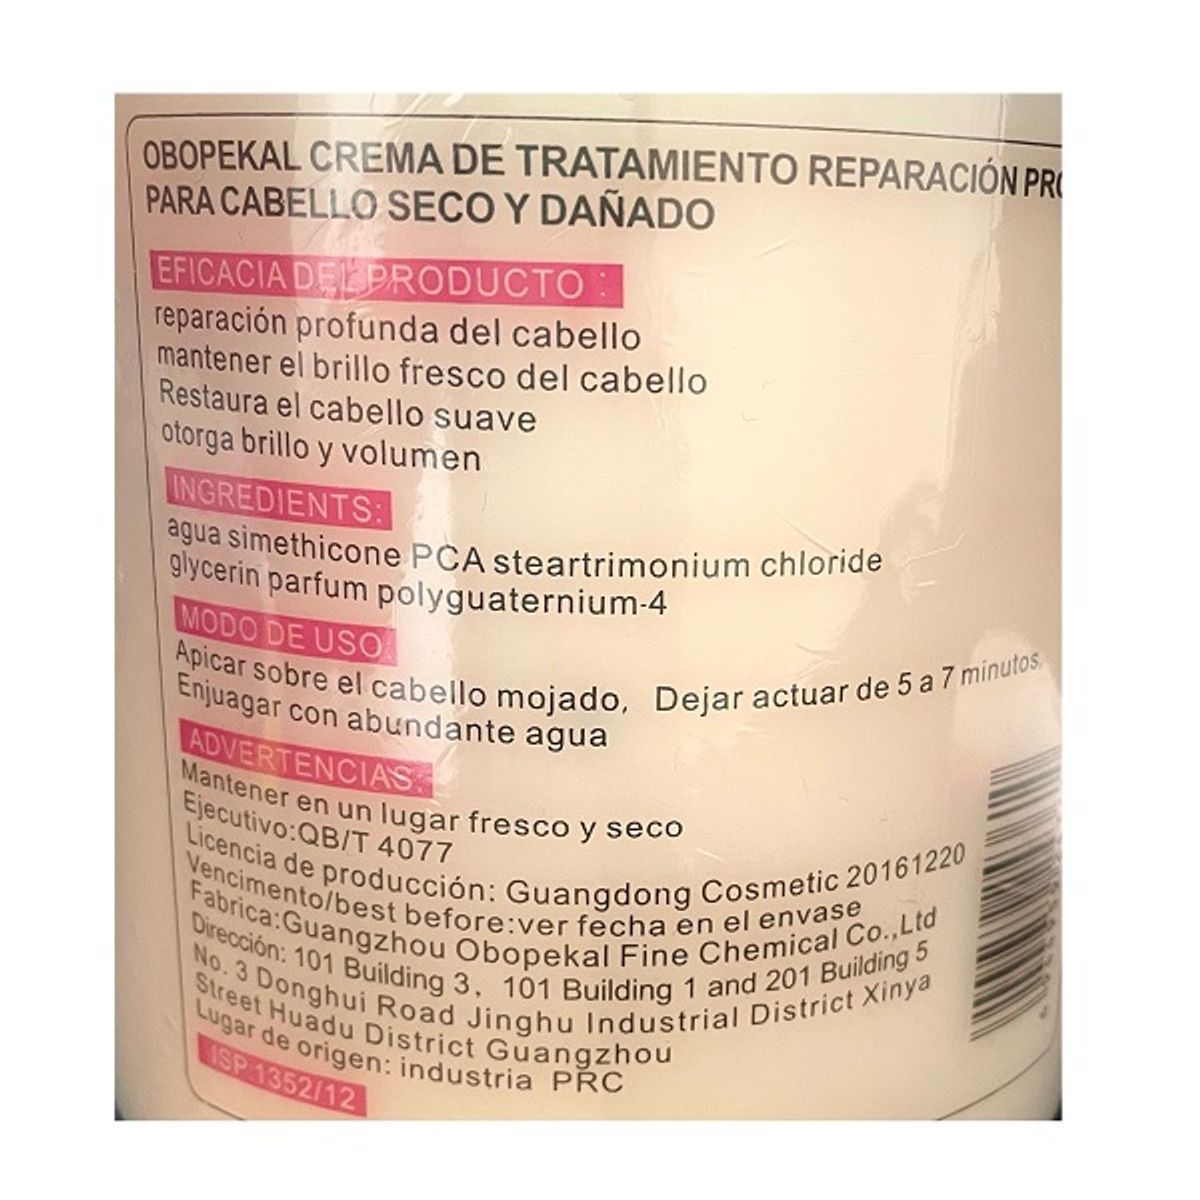 OBOPEKAL CREMA DE TRATAMIENTO REPARACIÓN
PARA CABELLO SECO Y DAÑADO
EFICACIA DEL PRODUCTO :
reparación profunda del cabello
mantener el brillo fresco del cabello
Restaura el cabello suave
otorga brillo y volumen
INGREDIENTS:
agua simethicone PCA steartrimonium chloride
glycerin parfum polyguaternium-4
MODO DE USO:
Apicar sobre el cabello mojado, Dejar actuar de 5 a 7 minutos,
Enjuagar con abundante agua
ADVERTENCIAS:
Mantener en un lugar fresco y seco
Ejecutivo:QB/T 4077
Licencia de producción: Guangdong Cosmetic 20161220
Vencimento/best before:ver fecha en el envase
Fabrica:Guangzhou Obopekal Fine Chemical Co.,Ltd
Dirección: 101 Building 3、101 Building 1 and 201 Building 5
No. 3 Donghui Road Jinghu Industrial District Xinya
Street Huadu District Guangzhou
Lugar de origen: industria PRC
ISP:1352/12